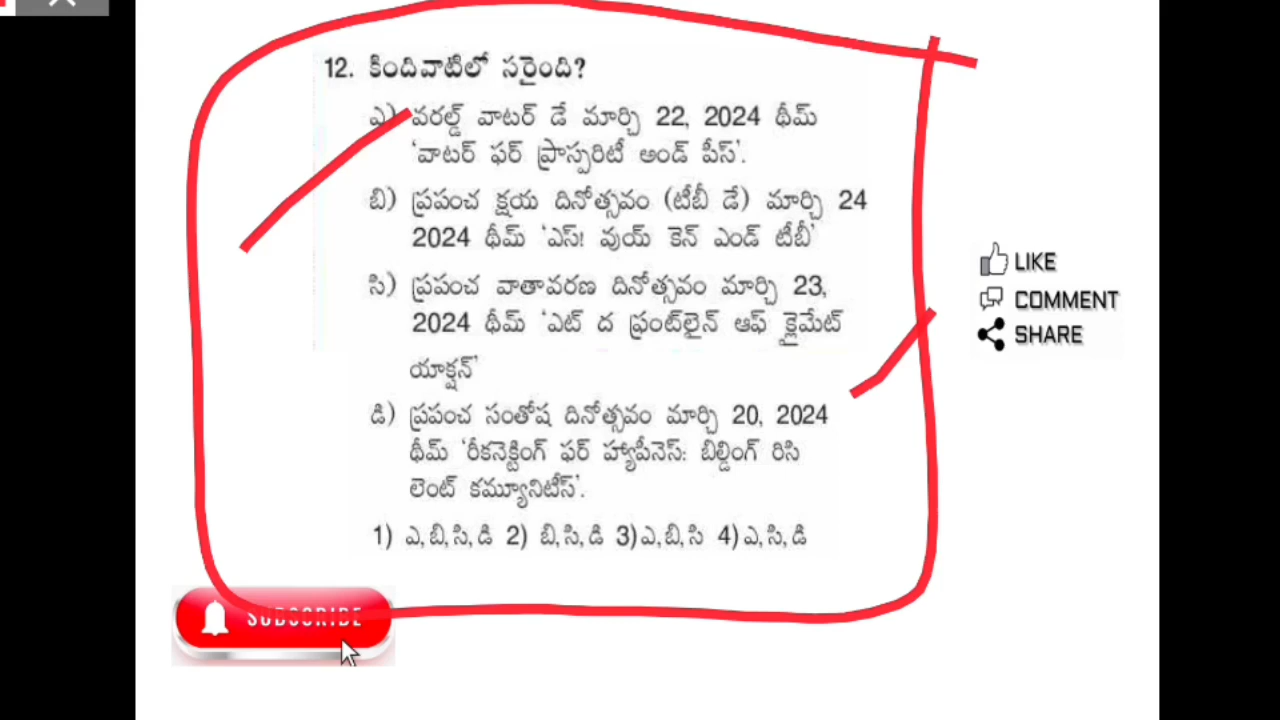 12. కిందివాటిలో సరైంది?
ఎ) వరల్డ్ వాటర్ డే మార్చి 22, 2024 థీమ్
'వాటర్ ఫర్ ప్రాస్పరిటీ అండ్ పీస్'.
బి) ప్రపంచ క్షయ దినోత్సవం (టీబీ డే) మార్చి 24
2024 థీమ్ 'ఎస్! వుయ్ కెన్ ఎండ్ టీబీ'
సి) ప్రపంచ వాతావరణ దినోత్సవం మార్చి 23,
2024 థీమ్ 'ఎట్ ద ఫ్రంట్‌లైన్ ఆఫ్ క్లైమేట్
యాక్షన్'
డి) ప్రపంచ సంతోష దినోత్సవం మార్చి 20, 2024
థీమ్ 'రీకనెక్టింగ్ ఫర్ హ్యాపీనెస్: బిల్డింగ్ రిసి
లెంట్ కమ్యూనిటీస్'.
1) ఎ,బి,సి,డి 2) బి,సి,డి 3)ఎ,బి,సి 4)ఎ,సి,డి
LIKE
COMMENT
SHARE
SUBSCRIBE